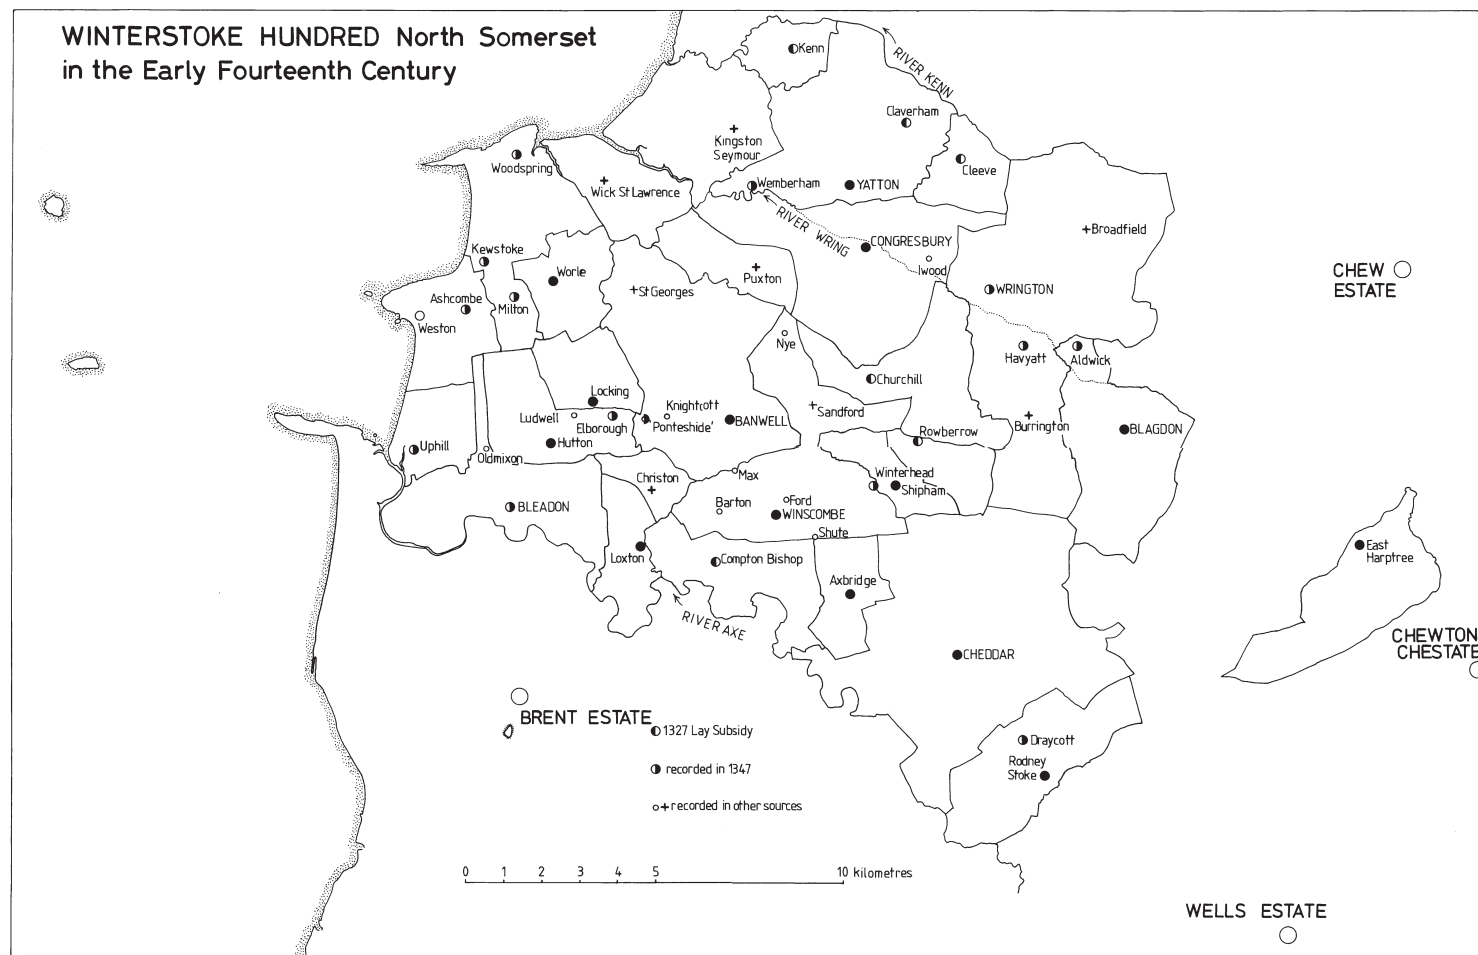 WINTERSTOKE HUNDRED North Somerset
in the Early Fourteenth Century
Kenn
RIVER KENN
Claverham
Kingston
Seymour
Woodspring
Cleeve
Wick St Lawrence
Wemberham
YATTON
RIVER WRING
Broadfield
CONGRESBURY
Iwood
Kewstoke
Worle
Puxton
CHEW
ESTATE
St Georges
WRINGTON
Ashcombe
Milton
Weston
Nye
Havyatt
Aldwick
Churchill
Locking
Knightcott
Sandford
Ludwell
Elborough
'Ponteshide'
BANWELL
Rowberrow
Burrington
BLAGDON
Uphill
Hutton
Oldmixon
Christon
Max
Winterhead
Shipham
Barton
Ford
BLEADON
WINSCOMBE
Shute
East
Harptree
Loxton
Compton Bishop
Axbridge
RIVER AXE
CHEWTON
CHESTATE
CHEDDAR
BRENT ESTATE
1327 Lay Subsidy
Draycott
recorded in 1347
Rodney
Stoke
recorded in other sources
0 1 2 3 4 5 10 kilometres
WELLS ESTATE